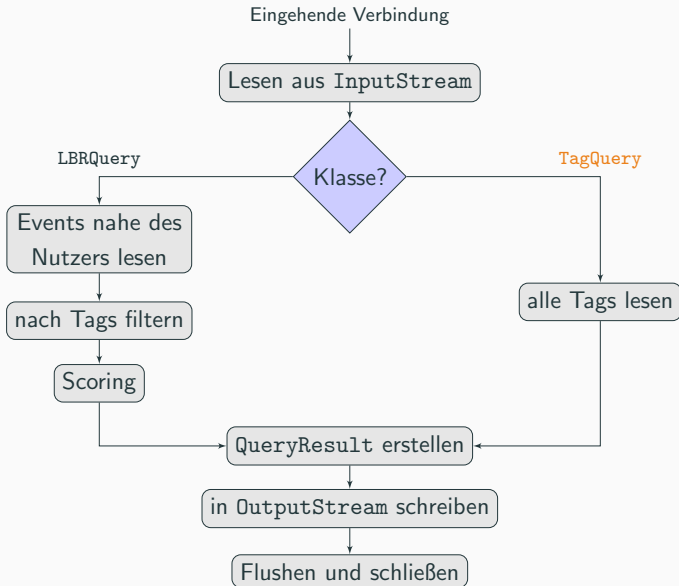 Eingehende Verbindung
Lesen aus InputStream
Klasse?
LBRQuery
TagQuery
Events nahe des
Nutzers lesen
nach Tags filtern
Scoring
alle Tags lesen
QueryResult erstellen
in OutputStream schreiben
Flushen und schließen